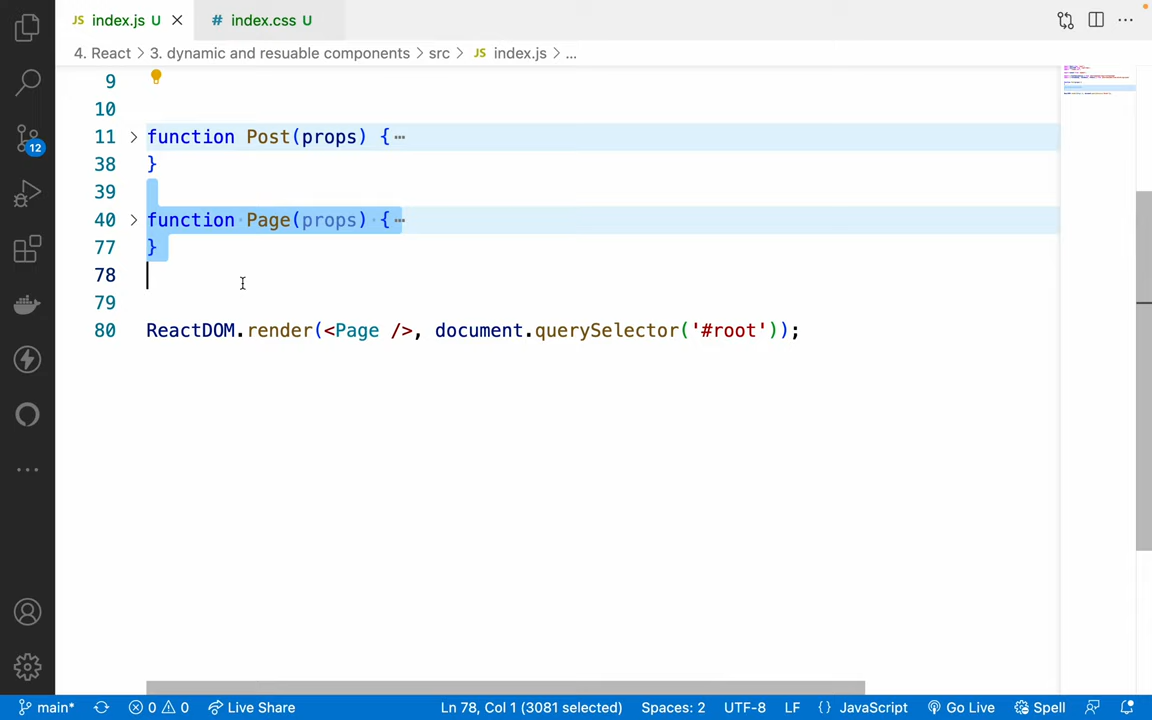 JS index.js U
# index.css U
4. React > 3. dynamic and resuable components > src > JS index.js > ...
9
10
11 function Post(props) {…
38 }
39
40 function Page(props) {…
77 }
78
79
80 ReactDOM.render(<Page />, document.querySelector('#root'));
12
main* 0 0 Live Share Ln 78, Col 1 (3081 selected) Spaces: 2 UTF-8 LF {} JavaScript Go Live Spell